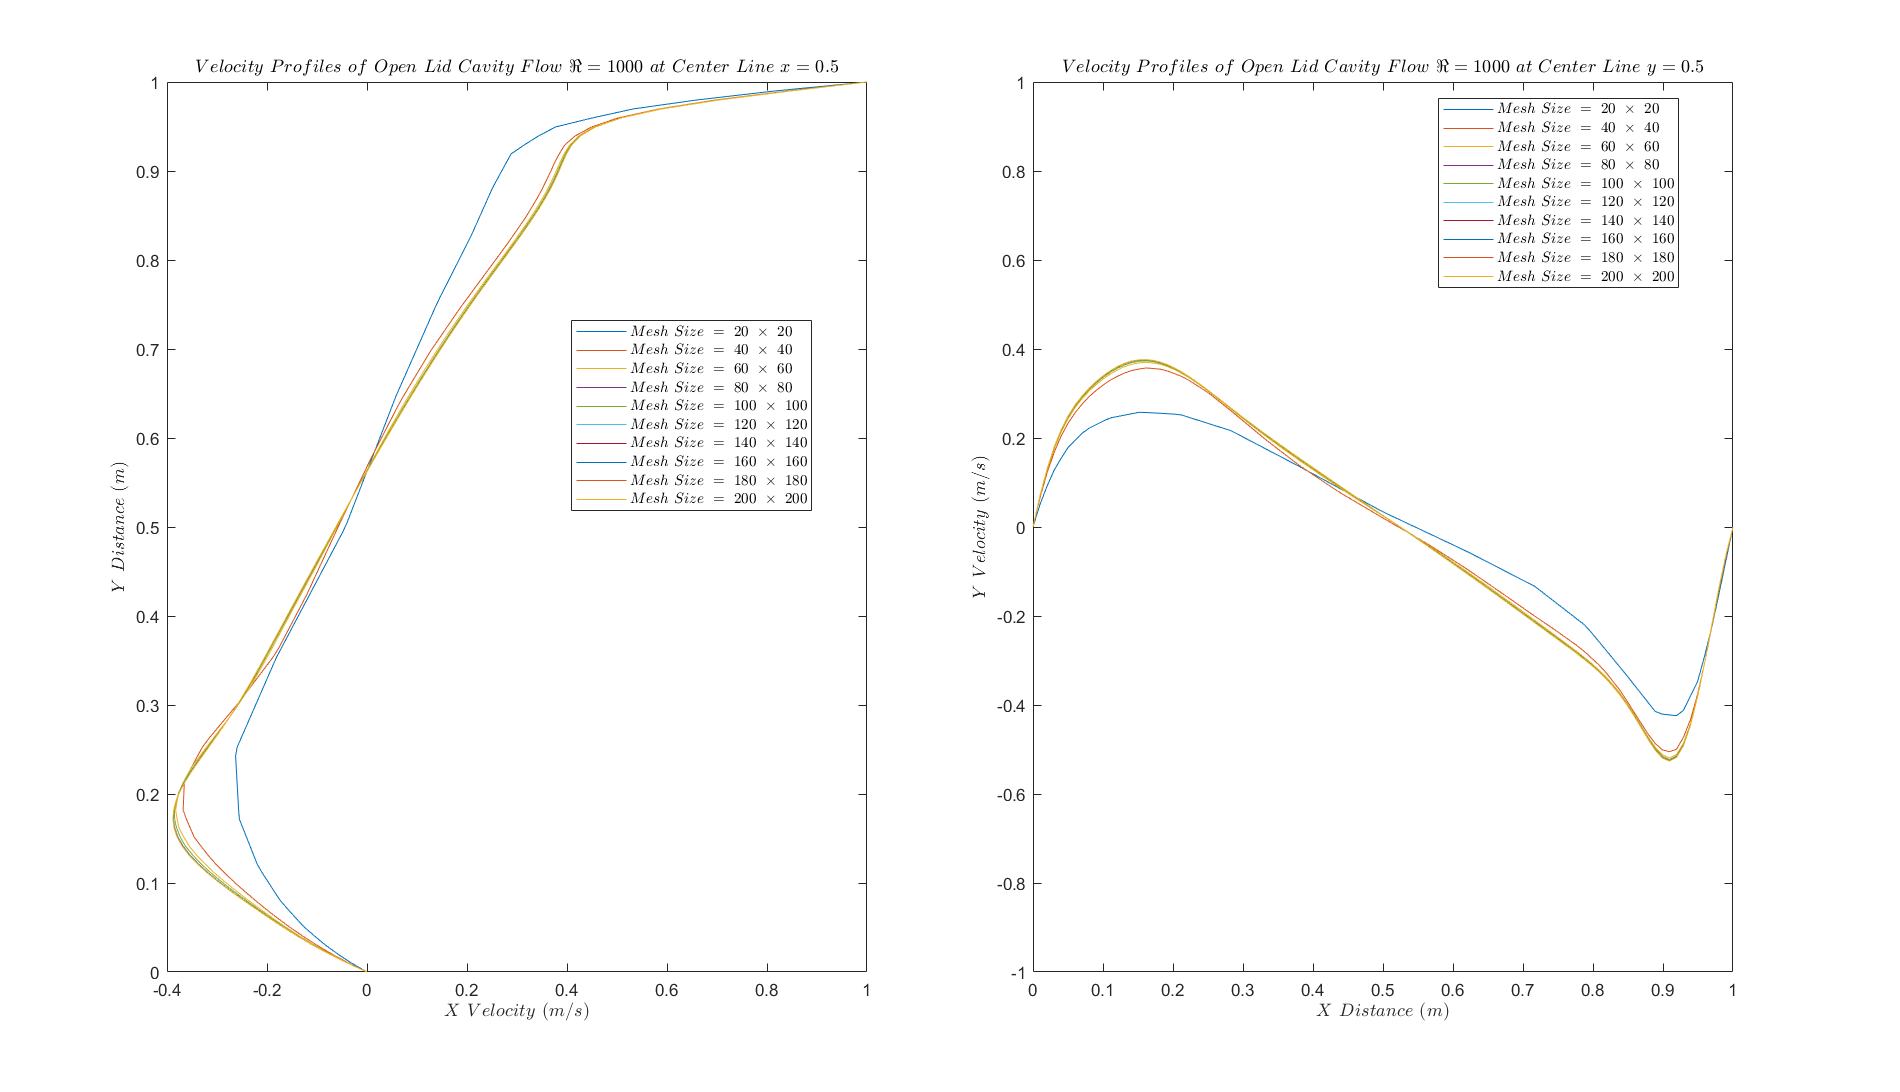 Velocity Profiles of Open Lid Cavity Flow ℜ = 1000 at Center Line x = 0.5
1
0.9
0.8
0.7
0.6
0.5
0.4
0.3
0.2
0.1
0
Y Distance (m)
Mesh Size = 20 × 20
Mesh Size = 40 × 40
Mesh Size = 60 × 60
Mesh Size = 80 × 80
Mesh Size = 100 × 100
Mesh Size = 120 × 120
Mesh Size = 140 × 140
Mesh Size = 160 × 160
Mesh Size = 180 × 180
Mesh Size = 200 × 200
-0.4 -0.2 0 0.2 0.4 0.6 0.8 1
X Velocity (m/s)
Velocity Profiles of Open Lid Cavity Flow ℜ = 1000 at Center Line y = 0.5
1
0.8
0.6
0.4
0.2
0
-0.2
-0.4
-0.6
-0.8
-1
Y Velocity (m/s)
Mesh Size = 20 × 20
Mesh Size = 40 × 40
Mesh Size = 60 × 60
Mesh Size = 80 × 80
Mesh Size = 100 × 100
Mesh Size = 120 × 120
Mesh Size = 140 × 140
Mesh Size = 160 × 160
Mesh Size = 180 × 180
Mesh Size = 200 × 200
0 0.1 0.2 0.3 0.4 0.5 0.6 0.7 0.8 0.9 1
X Distance (m)